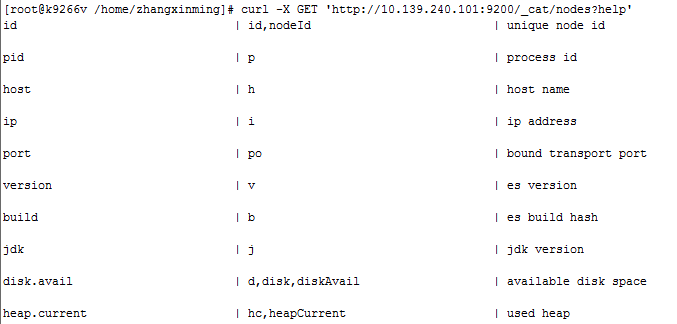 [root@k9266v /home/zhangxinming]# curl -X GET 'http://10.139.240.101:9200/_cat/nodes?help'
id | id,nodeId | unique node id
pid | p | process id
host | h | host name
ip | i | ip address
port | po | bound transport port
version | v | es version
build | b | es build hash
jdk | j | jdk version
disk.avail | d,disk,diskAvail | available disk space
heap.current | hc,heapCurrent | used heap